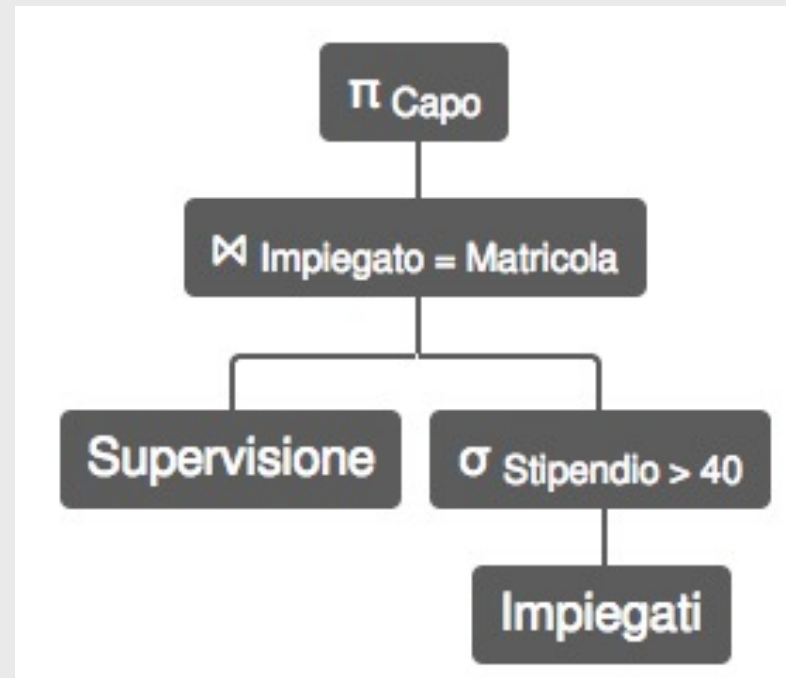 π Capo
⋈ Impiegato = Matricola
Supervisione
σ Stipendio > 40
Impiegati